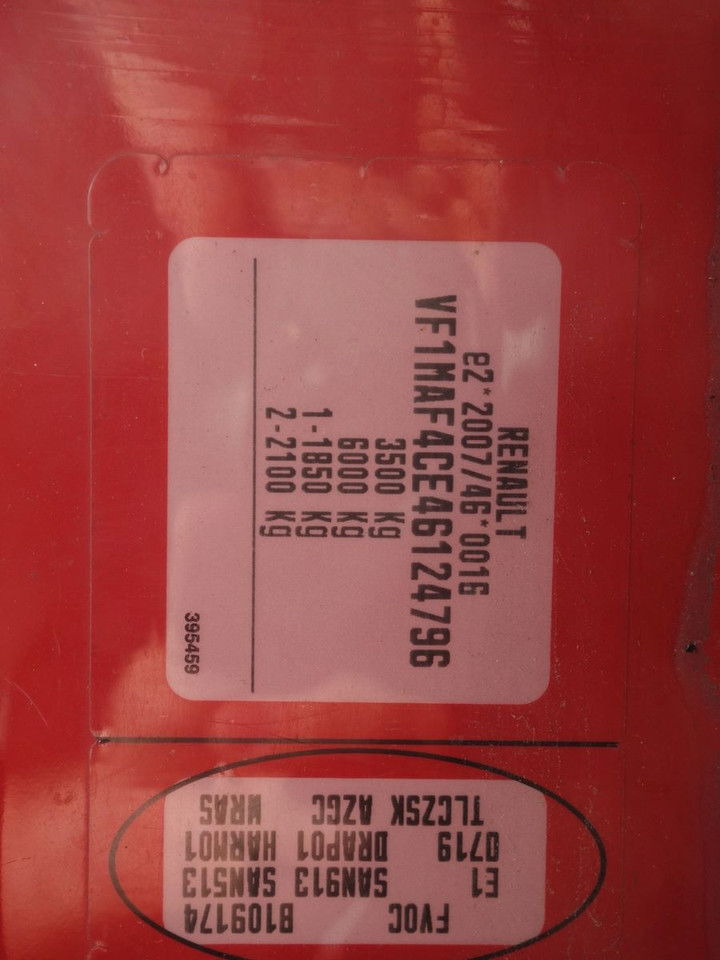 RENAULT
e2*2007/46*0016
VF1MAF4CE46124796
3500 Kg
6000 Kg
1-1850 Kg
2-2100 Kg
395459
FVOC B109174
E1 SAN913 SAN513
0719 DRAP01 HARM01
TLCZSK AZGC MRAS